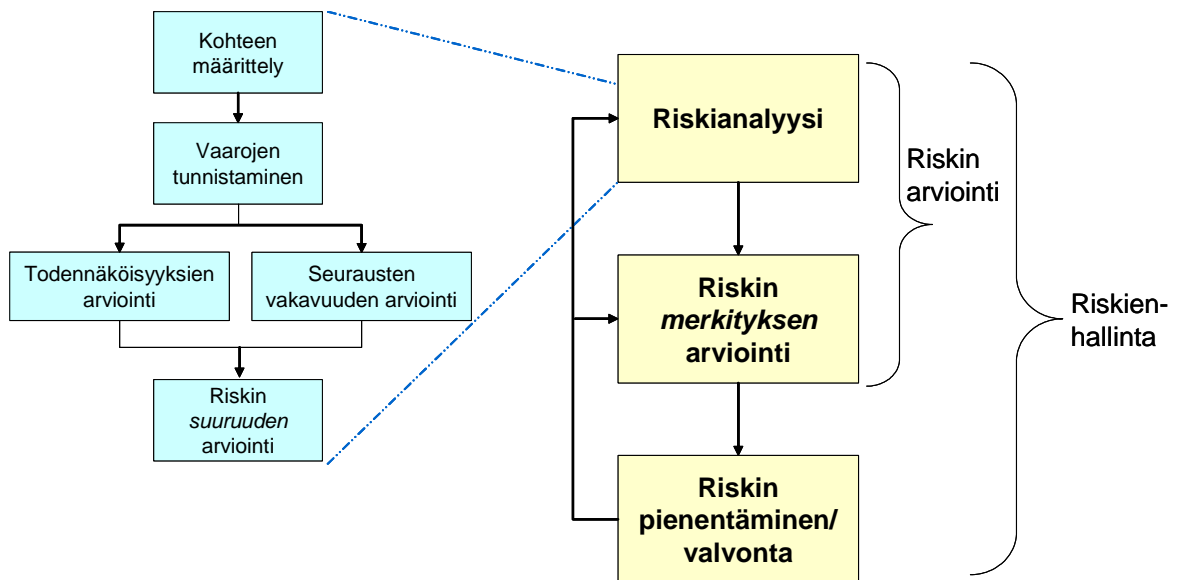 Kohteen
määrittely
Vaarojen
tunnistaminen
Todennäköisyyksien
arviointi
Seurausten
vakavuuden arviointi
Riskin
suuruuden
arviointi
Riskianalyysi
Riskin
merkityksen
arviointi
Riskin
pienentäminen/
valvonta
Riskin
arviointi
Riskien-
hallinta